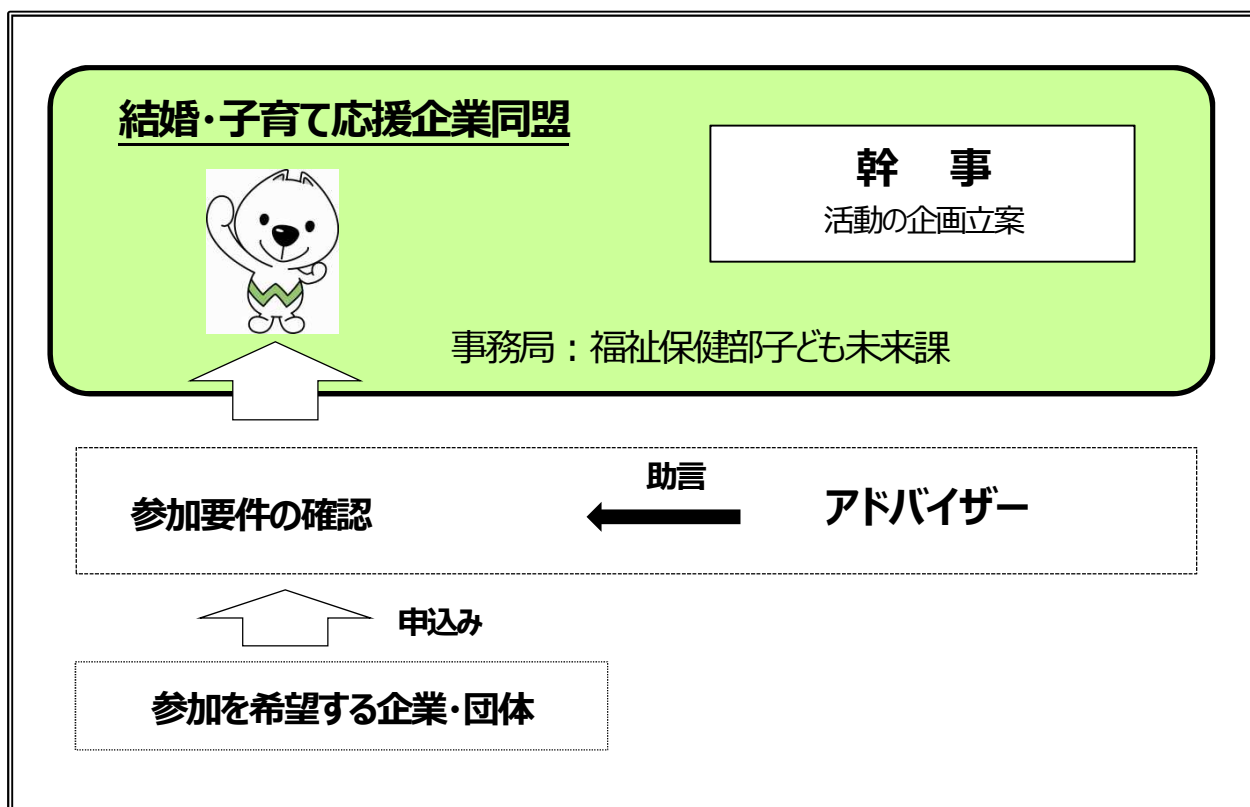 結婚・子育て応援企業同盟
幹　事
活動の企画立案
事務局：福祉保健部子ども未来課
助言
参加要件の確認
アドバイザー
申込み
参加を希望する企業・団体